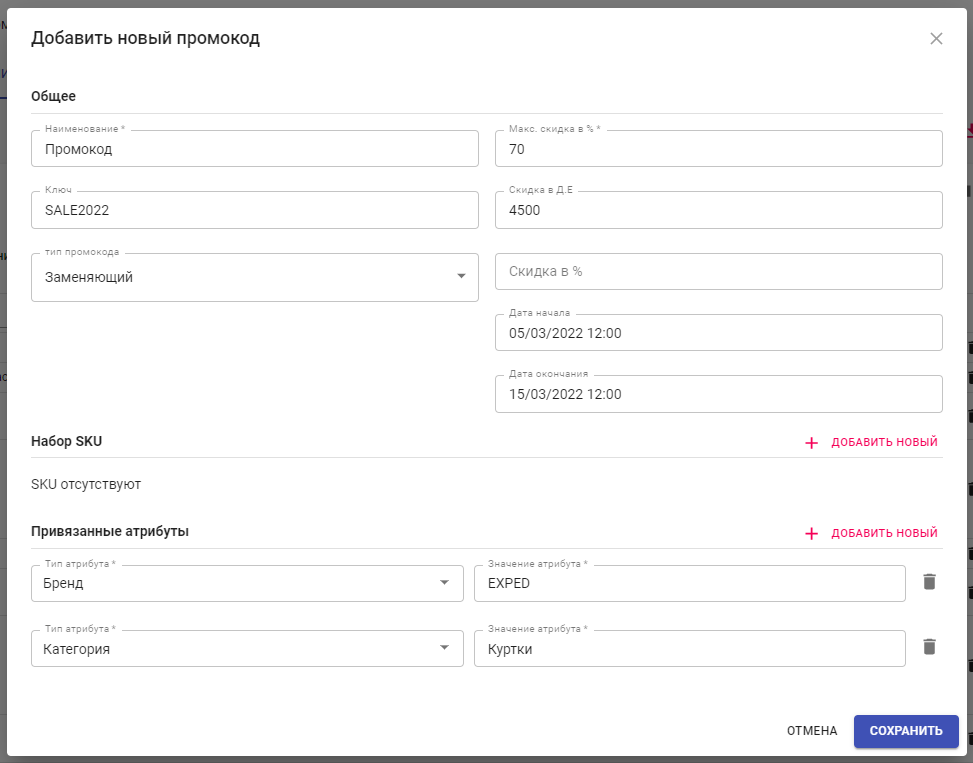 Добавить новый промокод
Общее
Наименование *
Промокод
Макс. скидка в % *
70
Ключ
SALE2022
Скидка в Д.Е
4500
тип промокода
Заменяющий
Скидка в %
Дата начала
05/03/2022 12:00
Дата окончания
15/03/2022 12:00
Набор SKU
ДОБАВИТЬ НОВЫЙ
SKU отсутствуют
Привязанные атрибуты
ДОБАВИТЬ НОВЫЙ
Тип атрибута *
Бренд
Значение атрибута *
EXPED
Тип атрибута *
Категория
Значение атрибута *
Куртки
ОТМЕНА
СОХРАНИТЬ